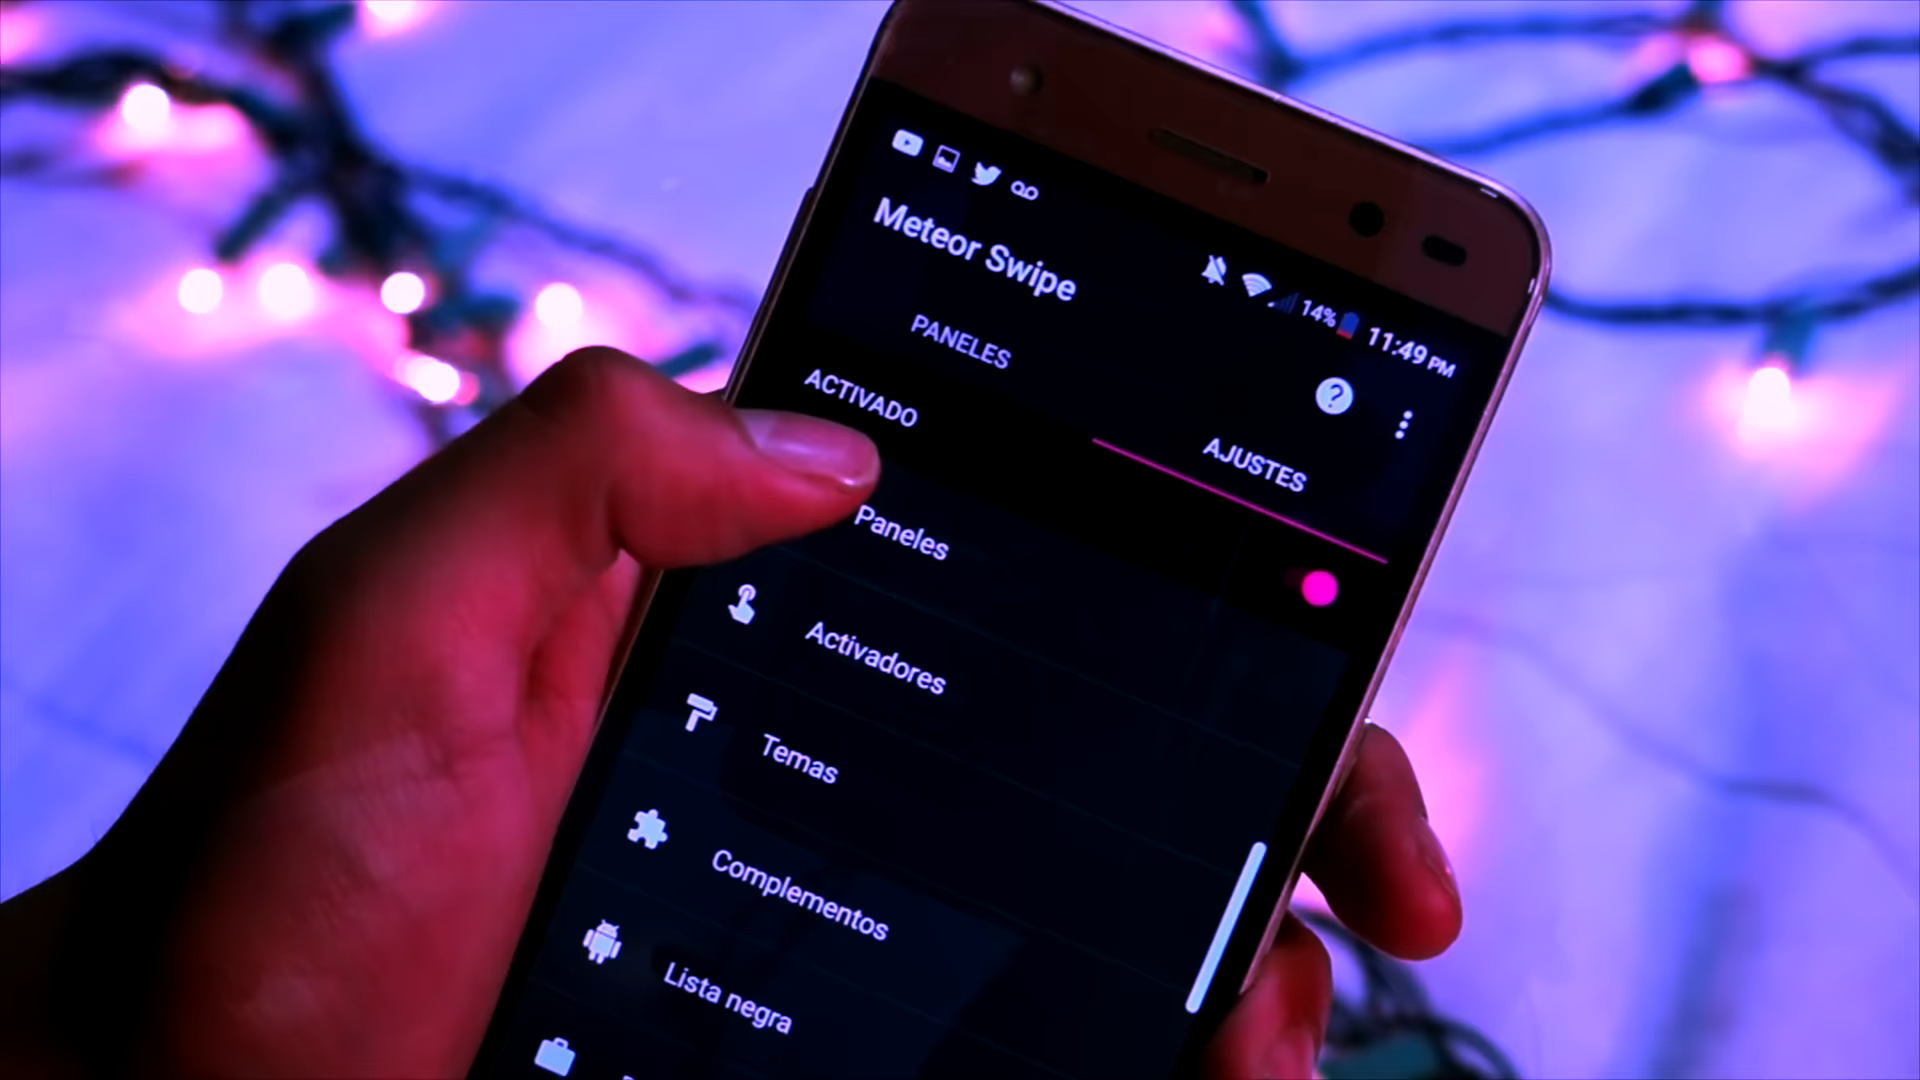 14% 11:49 PM
Meteor Swipe
PANELES
AJUSTES
ACTIVADO
Paneles
Activadores
Temas
Complementos
Lista negra